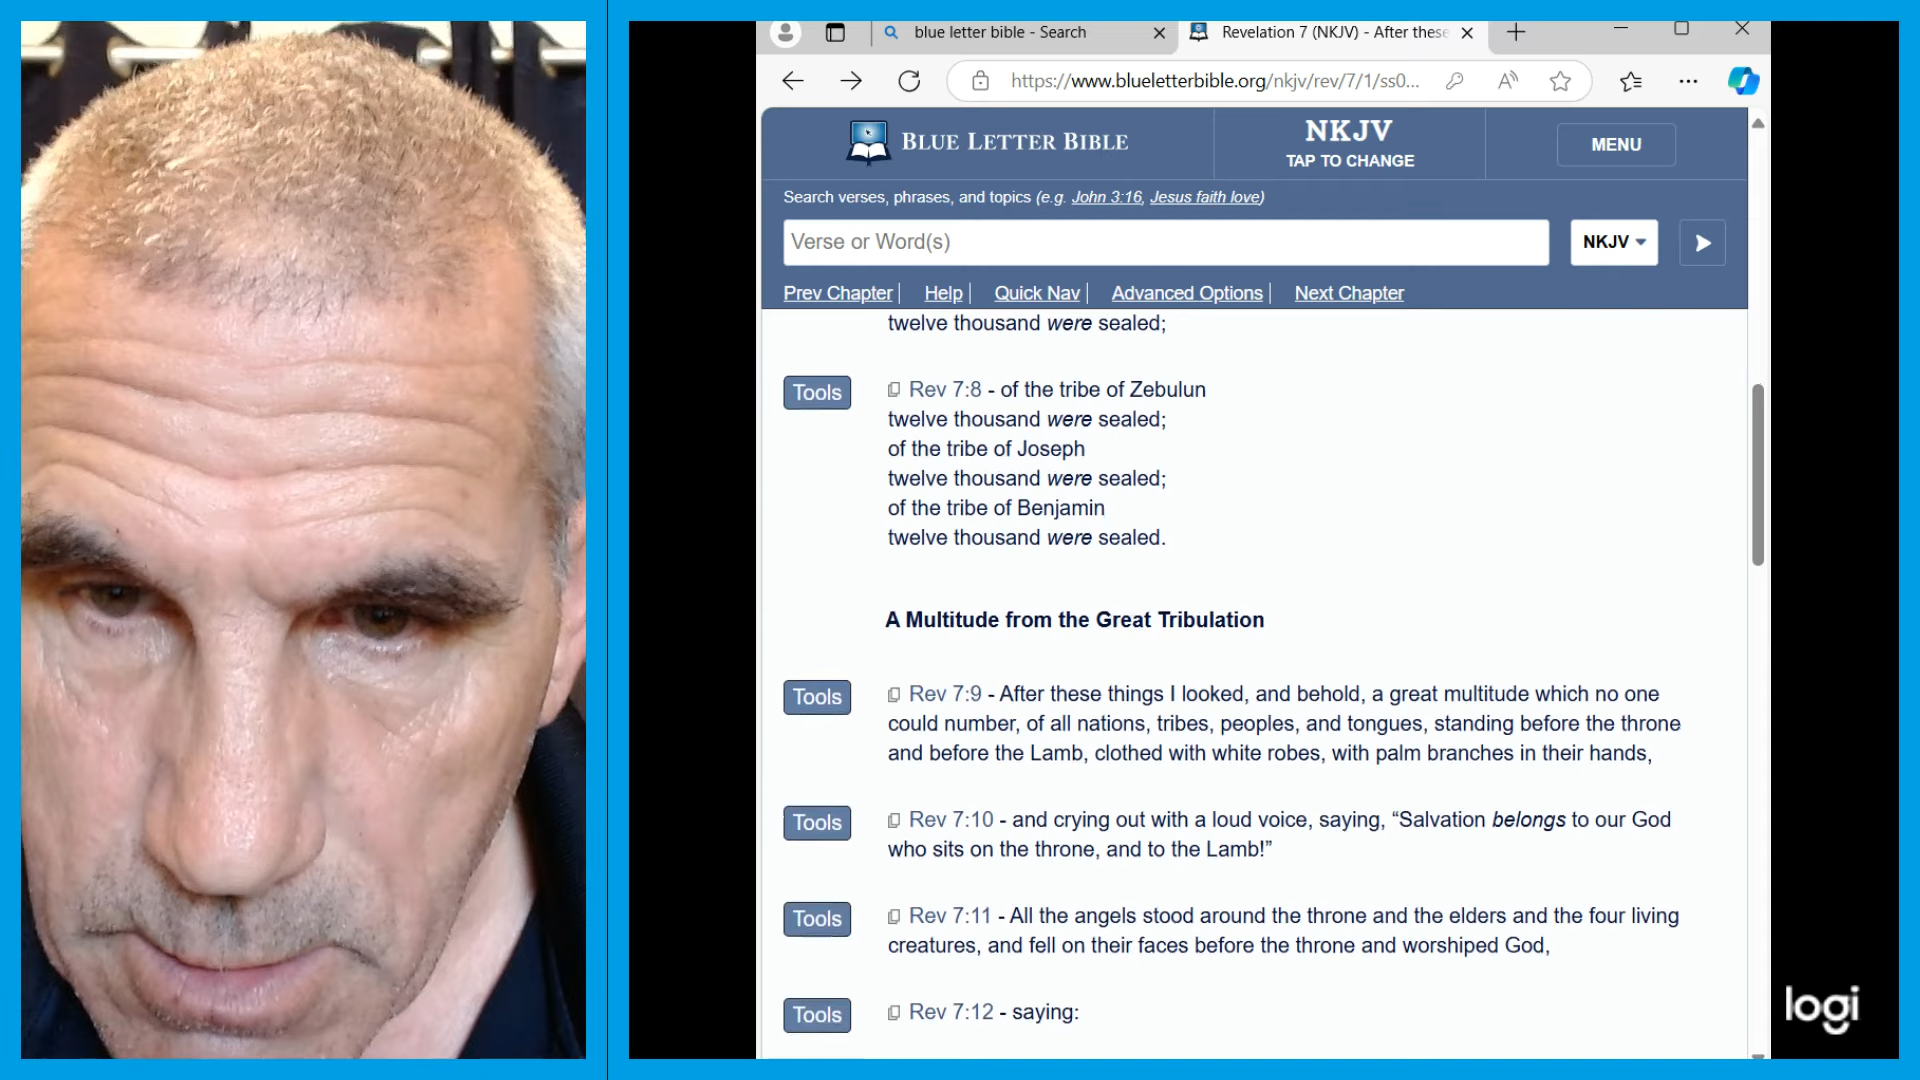 blue letter bible - Search
Revelation 7 (NKJV) - After these
https://www.blueletterbible.org/nkjv/rev/7/1/ss0...
BLUE LETTER BIBLE
NKJV
TAP TO CHANGE
MENU
Search verses, phrases, and topics (e.g. John 3:16, Jesus faith love)
Verse or Word(s)
NKJV
Prev Chapter| Help| Quick Nav| Advanced Options| Next Chapter
twelve thousand were sealed;
Tools Rev 7:8 - of the tribe of Zebulun
twelve thousand were sealed;
of the tribe of Joseph
twelve thousand were sealed;
of the tribe of Benjamin
twelve thousand were sealed.
A Multitude from the Great Tribulation
Tools Rev 7:9 - After these things I looked, and behold, a great multitude which no one
could number, of all nations, tribes, peoples, and tongues, standing before the throne
and before the Lamb, clothed with white robes, with palm branches in their hands,
Tools Rev 7:10 - and crying out with a loud voice, saying, “Salvation belongs to our God
who sits on the throne, and to the Lamb!”
Tools Rev 7:11 - All the angels stood around the throne and the elders and the four living
creatures, and fell on their faces before the throne and worshiped God,
Tools Rev 7:12 - saying:
logi